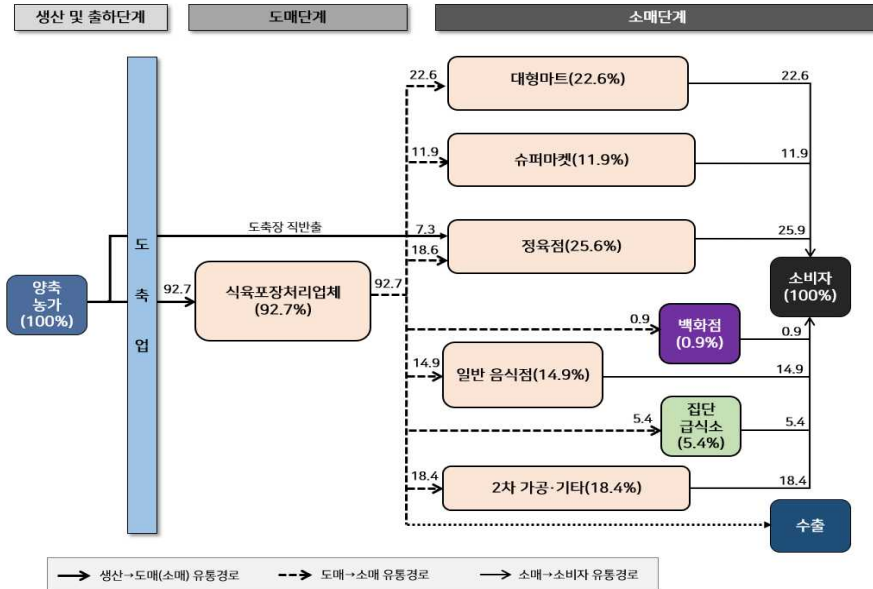 생산 및 출하단계
도매단계
소매단계
22.6
대형마트(22.6%)
22.6
11.9
슈퍼마켓(11.9%)
11.9
도축장 직반출
7.3
18.6
정육점(25.6%)
25.9
도
축
업
양축
농가
(100%)
92.7
식육포장처리업체
(92.7%)
92.7
소비자
(100%)
0.9
백화점
(0.9%)
0.9
14.9
일반 음식점(14.9%)
14.9
5.4
집단
급식소
(5.4%)
5.4
18.4
2차 가공·기타(18.4%)
18.4
수출
생산→도매(소매) 유통경로
도매→소매 유통경로
소매→소비자 유통경로